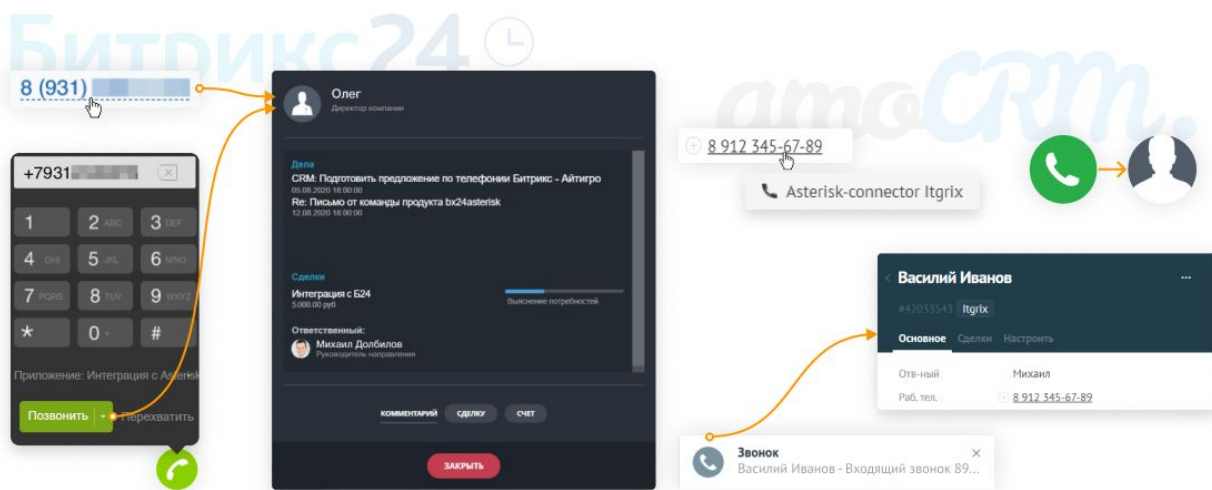 Битрикс24
8 (931)
+7931
1
2 ABC
3 DEF
4 GHI
5 JKL
6 MNO
7 PQRS
8 TUV
9 WXYZ
*
0 +
#
Приложение: Интеграция с Asterisk
Позвонить
Перехватить
Олег
Директор компании
Дела
CRM: Подготовить предложение по телефонии Битрикс - Айтигро
05.08.2020 18:00:00
Re: Письмо от команды продукта bx24asterisk
12.08.2020 18:00:00
Сделки
Интеграция с Б24
5 000.00 руб
Выяснение потребностей
Ответственный:
Михаил Долбилов
Руководитель направления
КОММЕНТАРИЙ
СДЕЛКУ
СЧЕТ
ЗАКРЫТЬ
amoCRM.
8 912 345-67-89
Asterisk-connector Itgrix
Василий Иванов
#42033543 Itgrix
Основное Сделки Настроить
Отв-ный Михаил
Раб. тел. 8 912 345-67-89
Звонок
Василий Иванов - Входящий звонок 89...